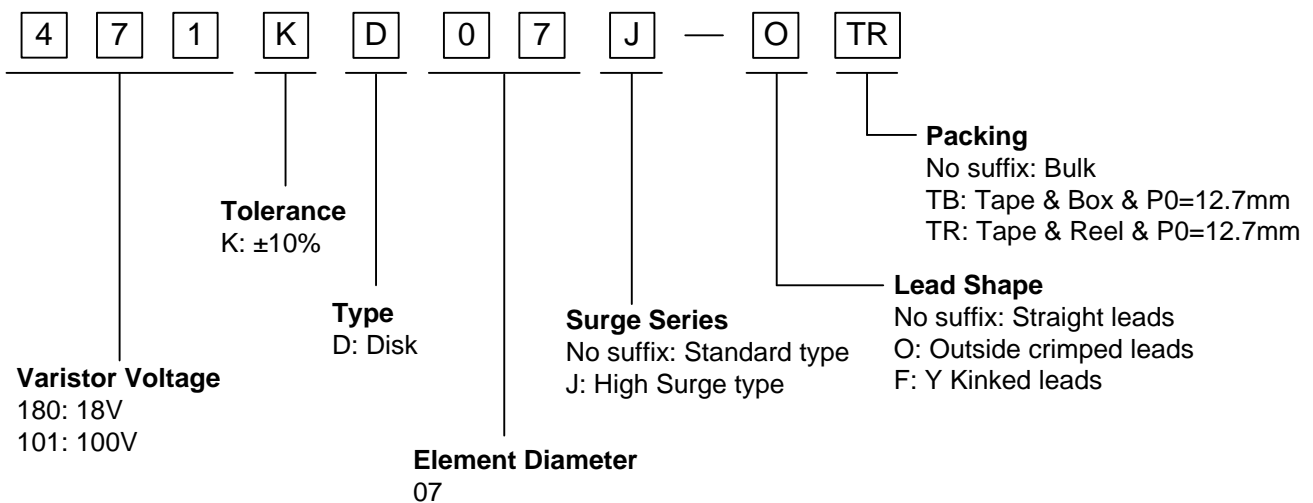 4 7 1 K D 0 7 J — O TR
Packing
No suffix: Bulk
TB: Tape & Box & P0=12.7mm
TR: Tape & Reel & P0=12.7mm
Tolerance
K: ±10%
Lead Shape
No suffix: Straight leads
O: Outside crimped leads
F: Y Kinked leads
Type
D: Disk
Surge Series
No suffix: Standard type
J: High Surge type
Varistor Voltage
180: 18V
101: 100V
Element Diameter
07